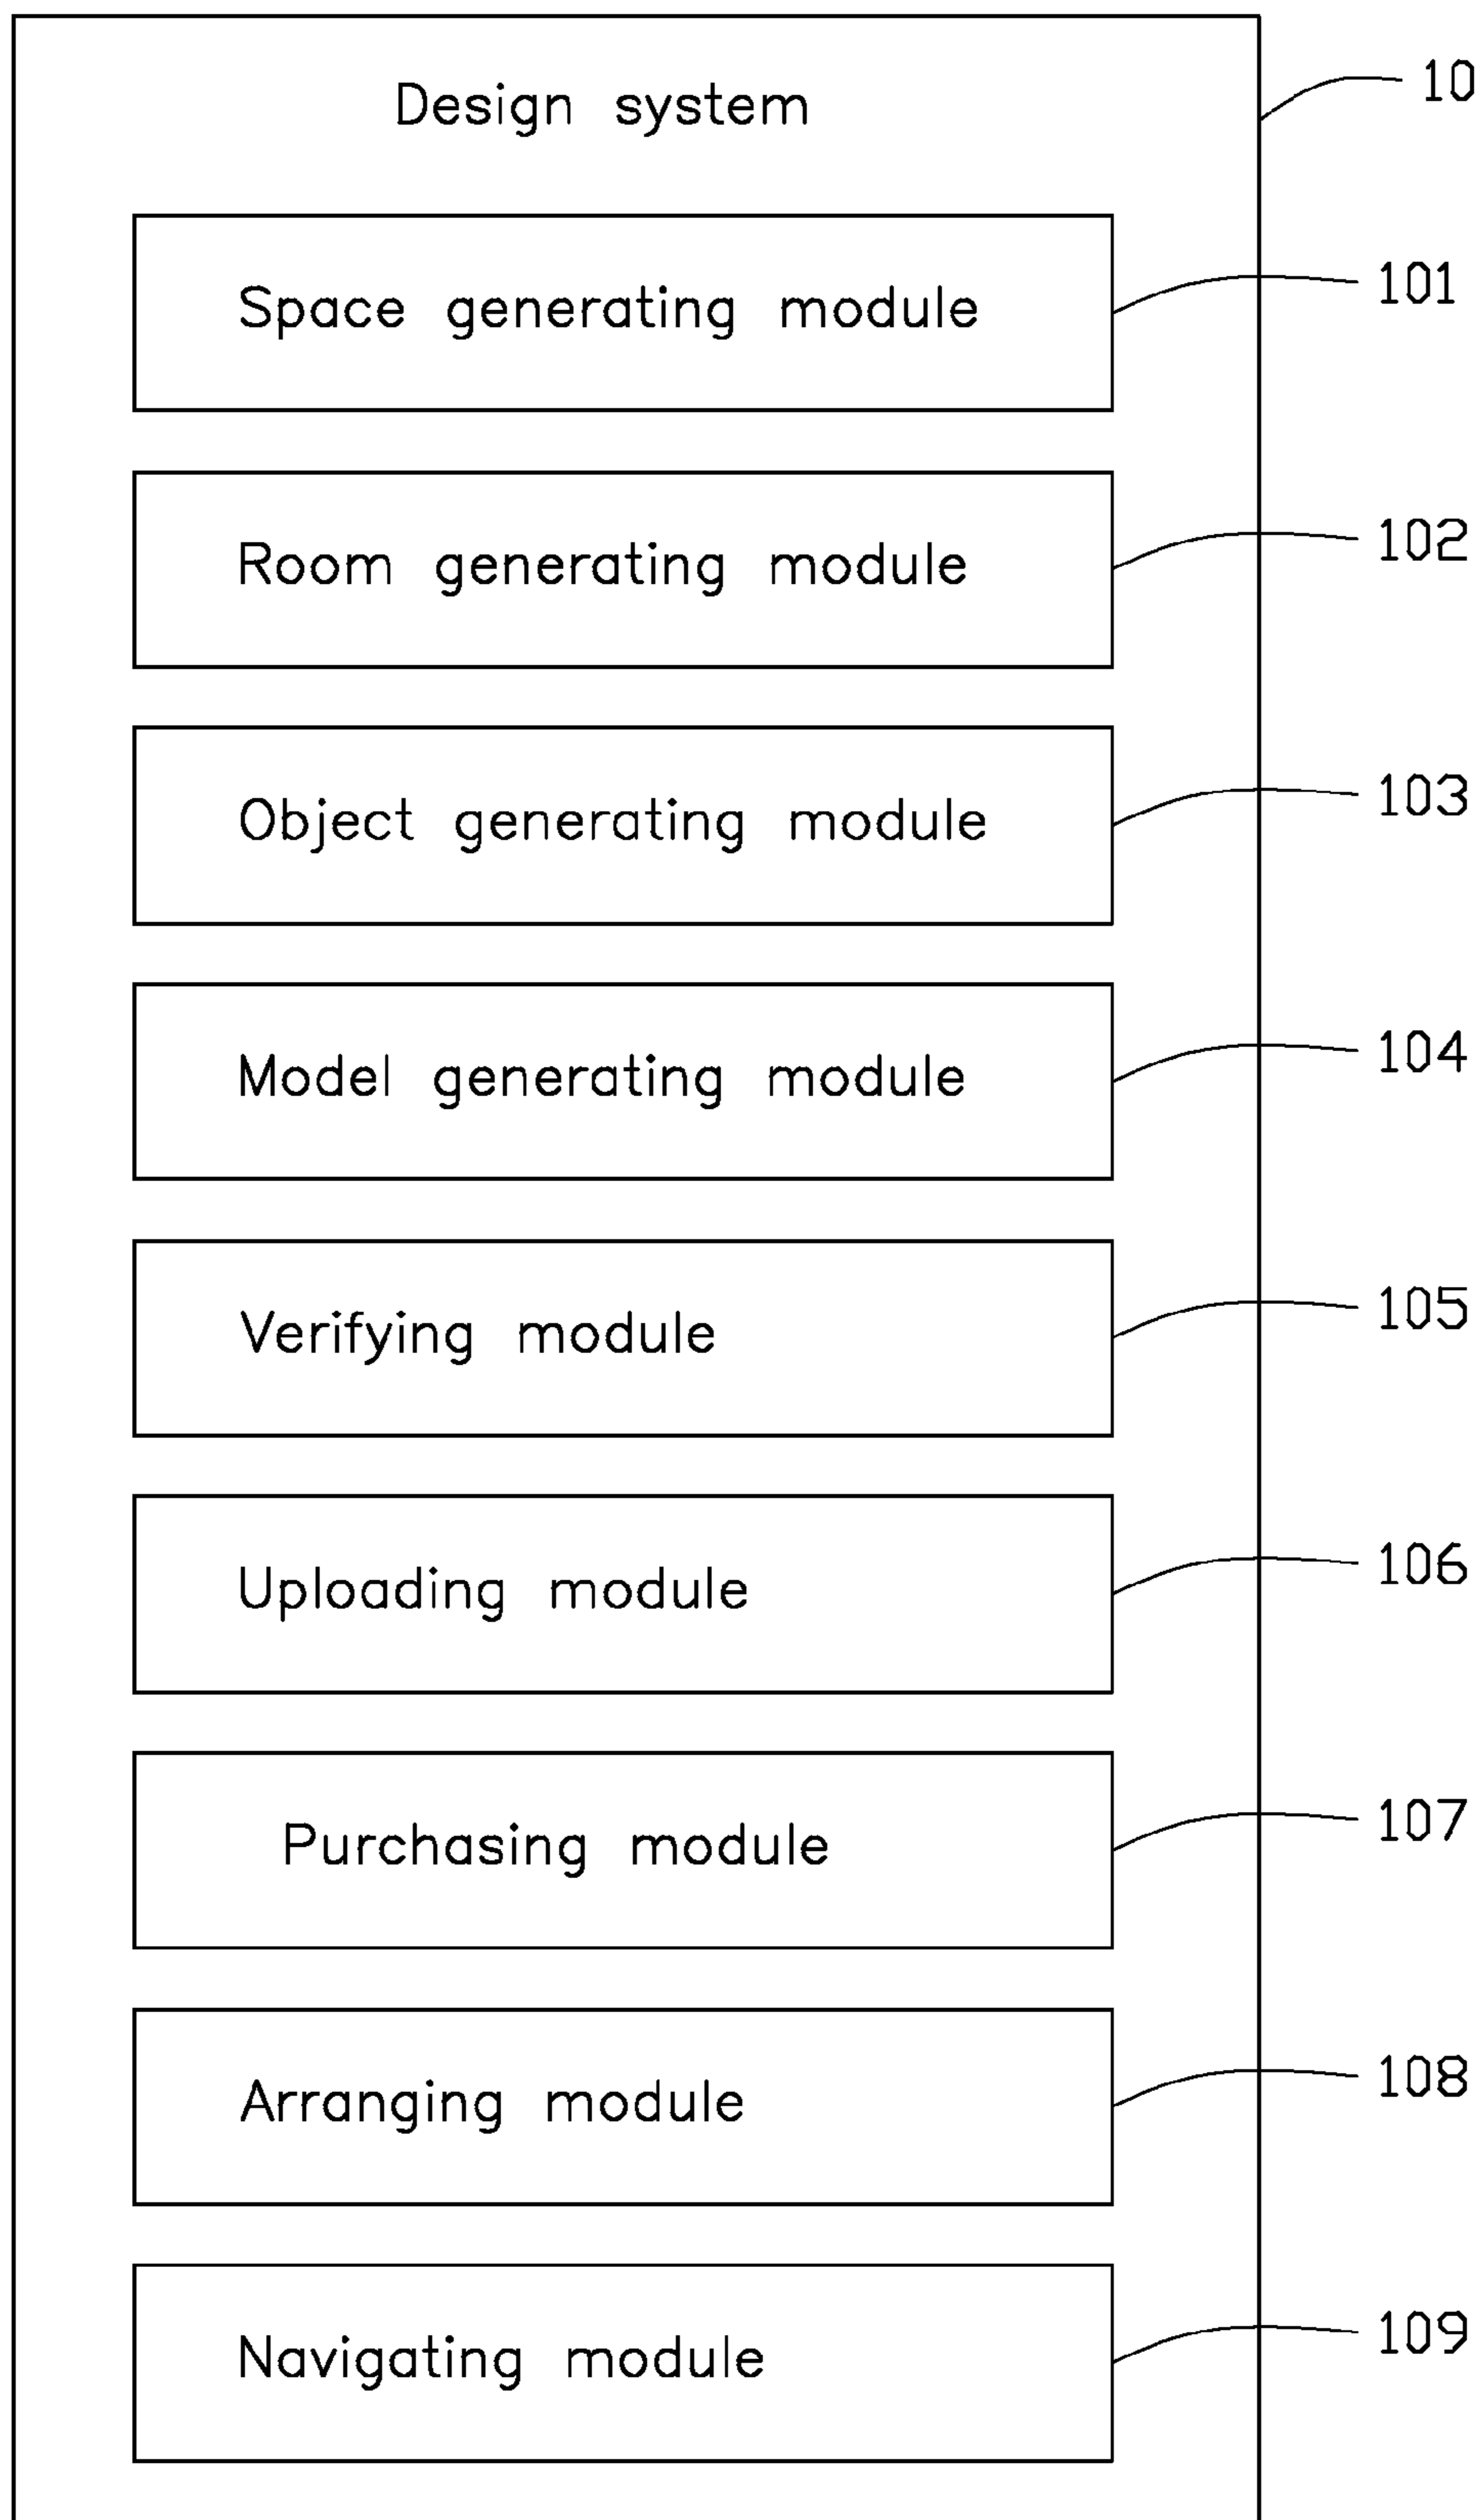 Design system 10
Space generating module 101
Room generating module 102
Object generating module 103
Model generating module 104
Verifying module 105
Uploading module 106
Purchasing module 107
Arranging module 108
Navigating module 109